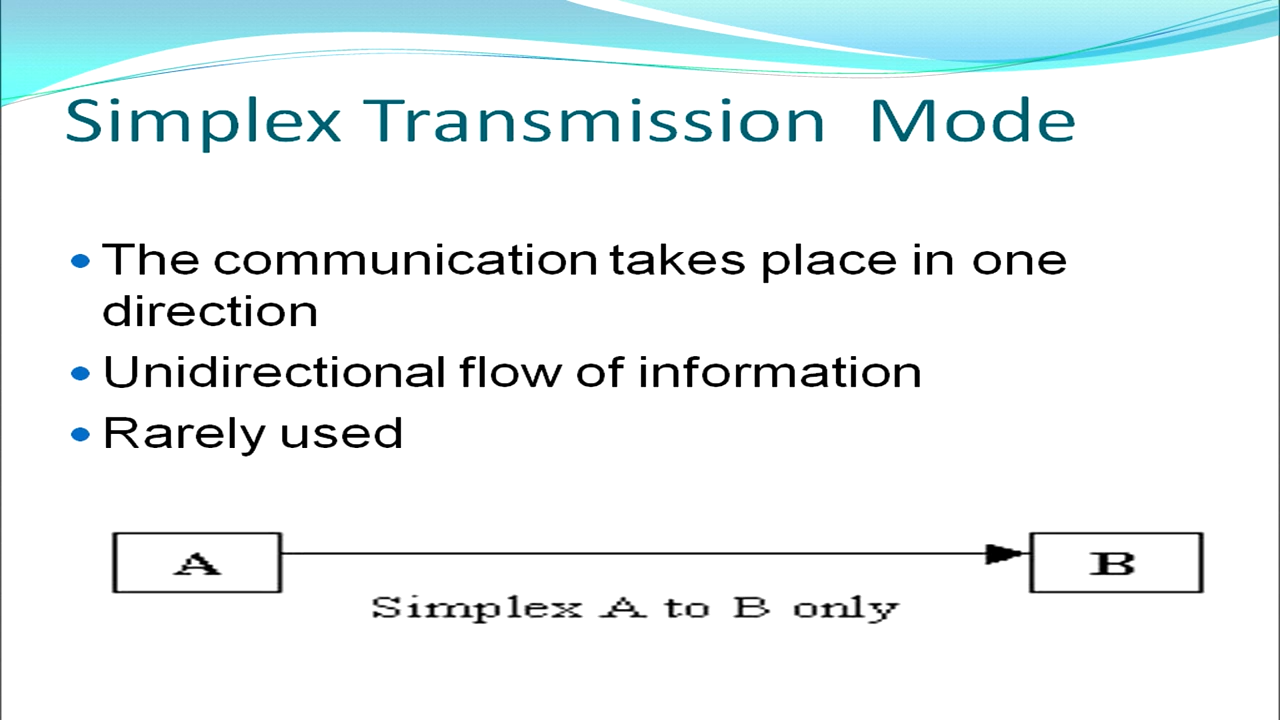 Simplex Transmission Mode
• The communication takes place in one
direction
• Unidirectional flow of information
• Rarely used
A
B
Simplex A to B only